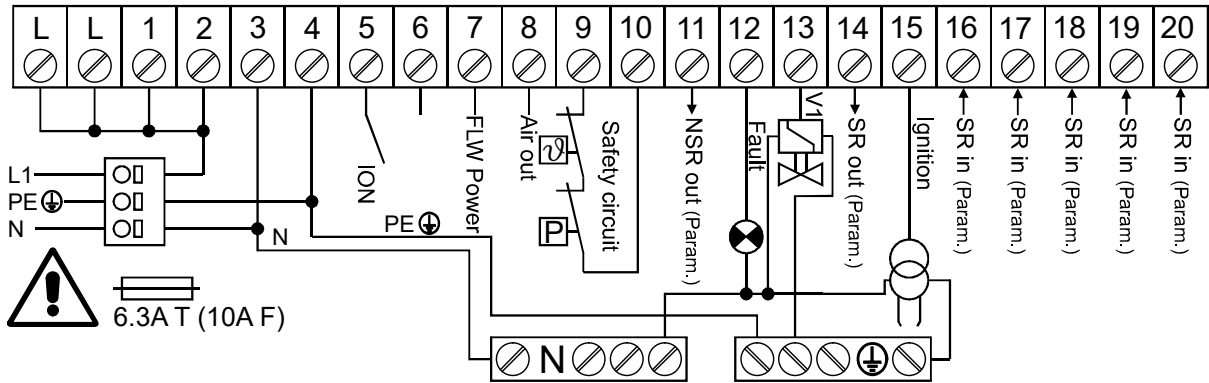 L L 1 2 3 4 5 6 7 8 9 10 11 12 13 14 15 16 17 18 19 20
L1
PE
N
N
6.3A T (10A F)
ION
PE
FLW Power
Air out
ϑ
P
Safety circuit
NSR out (Param.)
Fault
V1
SR out (Param.)
Ignition
SR in (Param.)
SR in (Param.)
SR in (Param.)
SR in (Param.)
SR in (Param.)
N